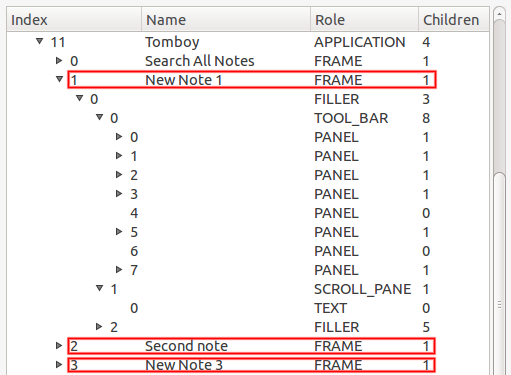 Index Name Role Children
11 Tomboy APPLICATION 4
0 Search All Notes FRAME 1
1 New Note 1 FRAME 1
0 FILLER 3
0 TOOL_BAR 8
0 PANEL 1
1 PANEL 1
2 PANEL 1
3 PANEL 1
4 PANEL 0
5 PANEL 1
6 PANEL 0
7 PANEL 1
1 SCROLL_PANE 1
0 TEXT 0
2 FILLER 5
2 Second note FRAME 1
3 New Note 3 FRAME 1